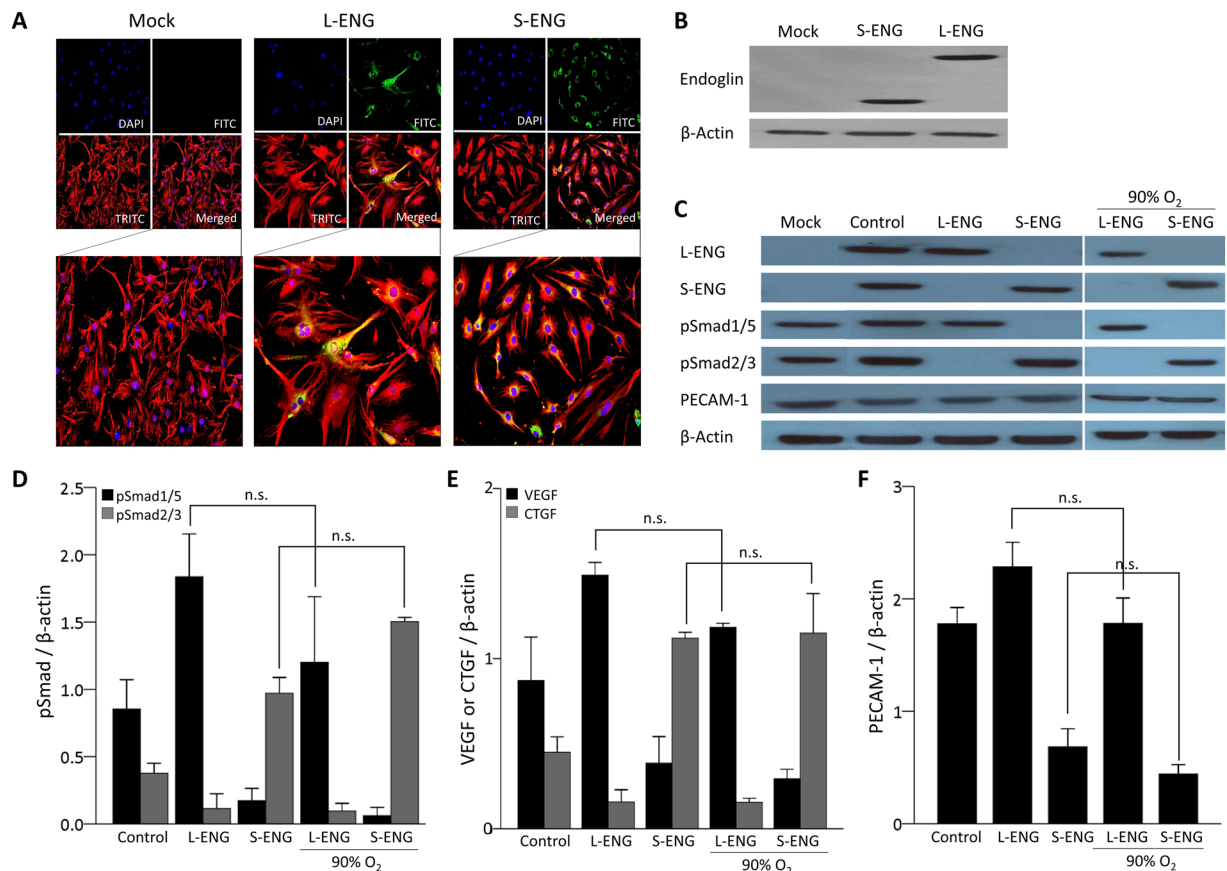 A
Mock
L-ENG
S-ENG
DAPI
FITC
DAPI
FITC
DAPI
FITC
TRITC
Merged
TRITC
Merged
TRITC
Merged
B
Mock
S-ENG
L-ENG
Endoglin
β-Actin
C
90% O₂
Mock
Control
L-ENG
S-ENG
L-ENG
S-ENG
L-ENG
S-ENG
pSmad1/5
pSmad2/3
PECAM-1
β-Actin
D
pSmad1/5
pSmad2/3
n.s.
n.s.
2.5
2.0
1.5
1.0
0.5
0.0
pSmad / β-actin
Control
L-ENG
S-ENG
L-ENG
S-ENG
90% O₂
E
VEGF
CTGF
n.s.
n.s.
2
1
0
VEGF or CTGF / β-actin
Control
L-ENG
S-ENG
L-ENG
S-ENG
90% O₂
F
n.s.
n.s.
3
2
1
0
PECAM-1 / β-actin
Control
L-ENG
S-ENG
L-ENG
S-ENG
90% O₂